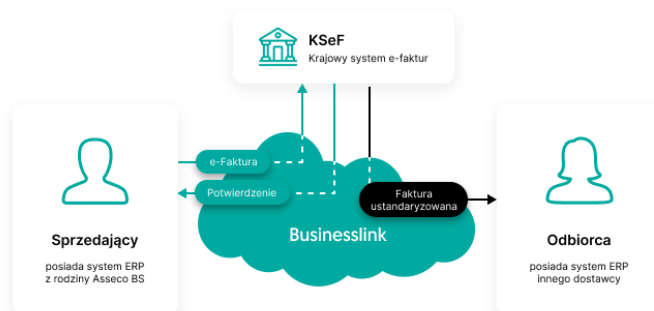 KSeF
Krajowy system e-faktur
e-Faktura
Potwierdzenie
Faktura
ustandaryzowana
Businesslink
Sprzedający
posiada system ERP
z rodziny Asseco BS
Odbiorca
posiada system ERP
innego dostawcy